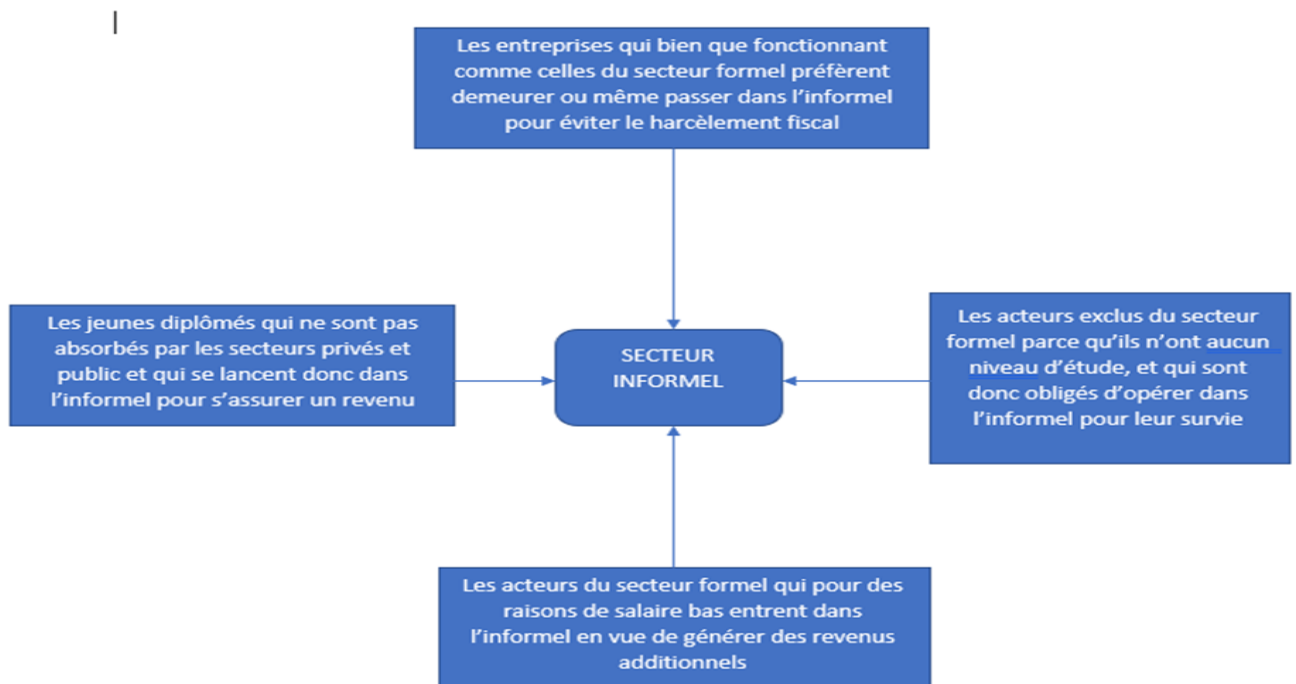 Les entreprises qui bien que fonctionnant
comme celles du secteur formel préfèrent
demeurer ou même passer dans l'informel
pour éviter le harcèlement fiscal
Les jeunes diplômés qui ne sont pas
absorbés par les secteurs privés et
public et qui se lancent donc dans
l'informel pour s'assurer un revenu
SECTEUR
INFORMEL
Les acteurs exclus du secteur
formel parce qu'ils n'ont aucun
niveau d'étude, et qui sont
donc obligés d'opérer dans
l'informel pour leur survie
Les acteurs du secteur formel qui pour des
raisons de salaire bas entrent dans
l'informel en vue de générer des revenus
additionnels